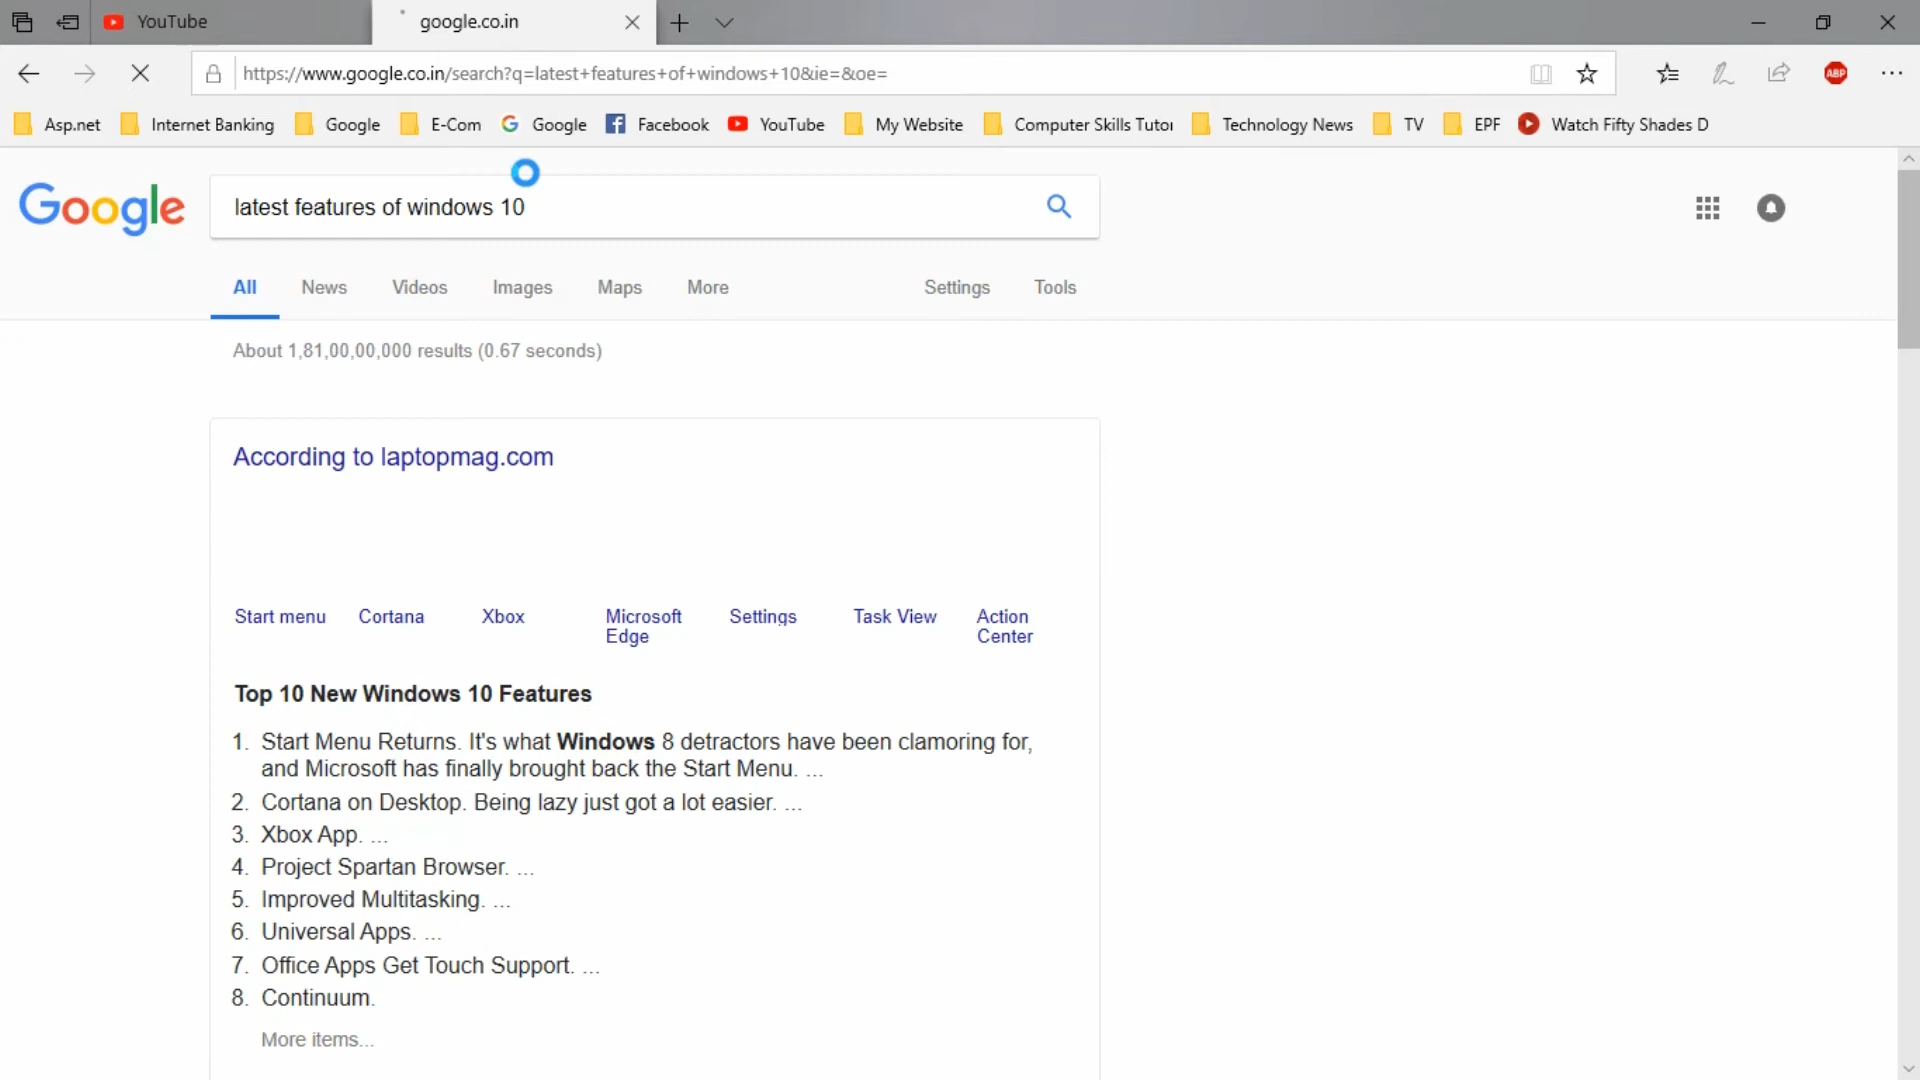 YouTube
google.co.in
https://www.google.co.in/search?q=latest+features+of+windows+10&ie=&oe=
ABP
Asp.net
Internet Banking
Google
E-Com
Google
Facebook
YouTube
My Website
Computer Skills Tutor
Technology News
TV
EPF
Watch Fifty Shades D
Google
latest features of windows 10
All
News
Videos
Images
Maps
More
Settings
Tools
About 1,81,00,00,000 results (0.67 seconds)
According to laptopmag.com
Start menu
Cortana
Xbox
Microsoft
Edge
Settings
Task View
Action
Center
Top 10 New Windows 10 Features
1. Start Menu Returns. It's what Windows 8 detractors have been clamoring for,
and Microsoft has finally brought back the Start Menu. ...
2. Cortana on Desktop. Being lazy just got a lot easier. ...
3. Xbox App. ...
4. Project Spartan Browser. ...
5. Improved Multitasking. ...
6. Universal Apps. ...
7. Office Apps Get Touch Support. ...
8. Continuum.
More items...